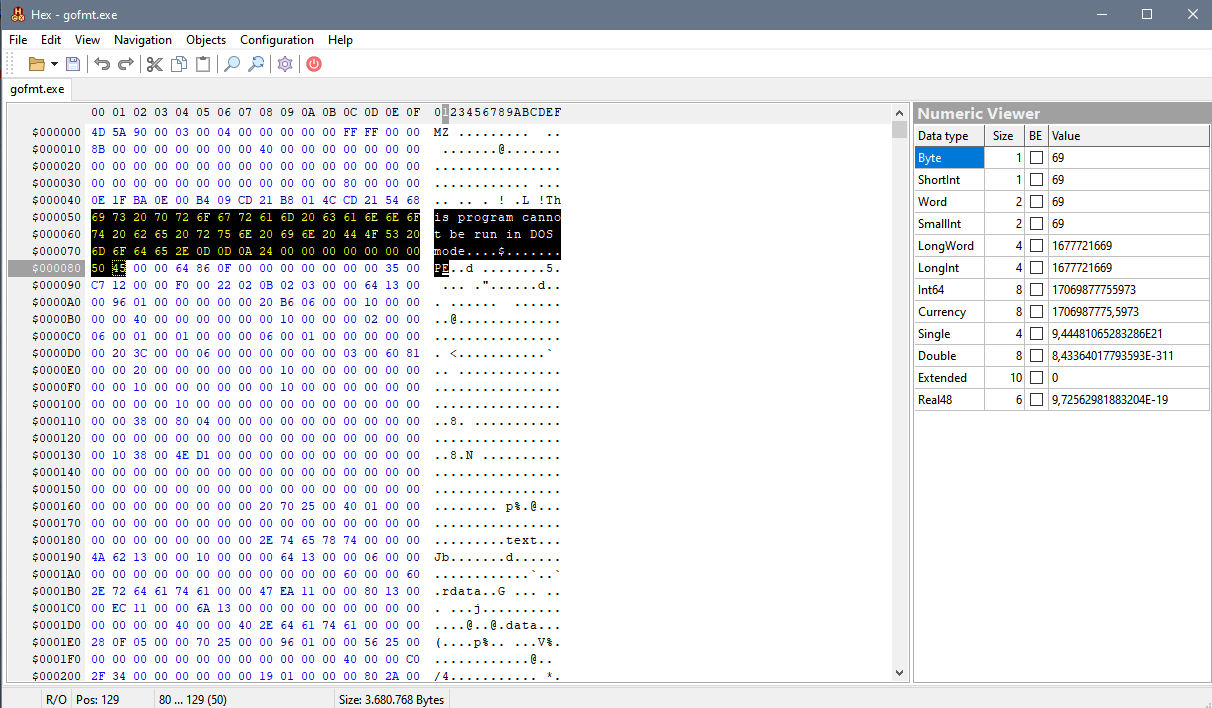 Hex - gofmt.exe
File Edit View Navigation Objects Configuration Help
gofmt.exe
00 01 02 03 04 05 06 07 08 09 0A 0B 0C 0D 0E 0F 0123456789ABCDEF
$000000 4D 5A 90 00 03 00 04 00 00 00 00 00 FF FF 00 00 MZ ......... ..
$000010 8B 00 00 00 00 00 00 00 40 00 00 00 00 00 00 00 .......@.......
$000020 00 00 00 00 00 00 00 00 00 00 00 00 00 00 00 00 ................
$000030 00 00 00 00 00 00 00 00 00 00 00 00 80 00 00 00 ............ ...
$000040 0E 1F BA 0E 00 B4 09 CD 21 B8 01 4C CD 21 54 68 .. .. . ! .L !Th
$000050 69 73 20 70 72 6F 67 72 61 6D 20 63 61 6E 6E 6F is program canno
$000060 74 20 62 65 20 72 75 6E 20 69 6E 20 44 4F 53 20 t be run in DOS
$000070 6D 6F 64 65 2E 0D 0D 0A 24 00 00 00 00 00 00 00 mode....$.......
$000080 50 45 00 00 64 86 0F 00 00 00 00 00 00 00 35 00 PE..d ........5.
$000090 C7 12 00 00 F0 00 22 02 0B 02 03 00 00 64 13 00 ... ."......d..
$0000A0 00 96 01 00 00 00 00 00 20 B6 06 00 00 10 00 00 . ...... ......
$0000B0 00 00 40 00 00 00 00 00 00 10 00 00 00 02 00 00 ..@.............
$0000C0 06 00 01 00 01 00 00 00 06 00 01 00 00 00 00 00 ................
$0000D0 00 20 3C 00 00 06 00 00 00 00 00 00 03 00 60 81 . <...........`
$0000E0 00 00 20 00 00 00 00 00 00 10 00 00 00 00 00 00 .. .............
$0000F0 00 00 10 00 00 00 00 00 00 10 00 00 00 00 00 00 ................
$000100 00 00 00 00 10 00 00 00 00 00 00 00 00 00 00 00 ................
$000110 00 00 38 00 80 04 00 00 00 00 00 00 00 00 00 00 ..8. ...........
$000120 00 00 00 00 00 00 00 00 00 00 00 00 00 00 00 00 ................
$000130 00 10 38 00 4E D1 00 00 00 00 00 00 00 00 00 00 ..8.N ..........
$000140 00 00 00 00 00 00 00 00 00 00 00 00 00 00 00 00 ................
$000150 00 00 00 00 00 00 00 00 00 00 00 00 00 00 00 00 ................
$000160 00 00 00 00 00 00 00 00 20 70 25 00 40 01 00 00 ........ p%.@...
$000170 00 00 00 00 00 00 00 00 00 00 00 00 00 00 00 00 ................
$000180 00 00 00 00 00 00 00 00 2E 74 65 78 74 00 00 00 .........text...
$000190 4A 62 13 00 00 10 00 00 00 64 13 00 00 06 00 00 Jb.......d......
$0001A0 00 00 00 00 00 00 00 00 00 00 00 00 60 00 00 60 ............`..`
$0001B0 2E 72 64 61 74 61 00 00 47 EA 11 00 00 80 13 00 .rdata..G ... ..
$0001C0 00 EC 11 00 00 6A 13 00 00 00 00 00 00 00 00 00 . ...j..........
$0001D0 00 00 00 00 40 00 00 40 2E 64 61 74 61 00 00 00 ....@..@.data...
$0001E0 28 0F 05 00 00 70 25 00 00 96 01 00 00 56 25 00 (....p%.. ...V%.
$0001F0 00 00 00 00 00 00 00 00 00 00 00 00 40 00 00 C0 ............@..
$000200 2F 34 00 00 00 00 00 00 19 01 00 00 00 80 2A 00 /4........... *.
Numeric Viewer
Data type Size BE Value
Byte 1 69
ShortInt 1 69
Word 2 69
SmallInt 2 69
LongWord 4 1677721669
LongInt 4 1677721669
Int64 8 17069877755973
Currency 8 1706987775,5973
Single 4 9,44481065283286E21
Double 8 8,43364017793593E-311
Extended 10 0
Real48 6 9,72562981883204E-19
R/O Pos: 129 80 ... 129 (50) Size: 3.680.768 Bytes